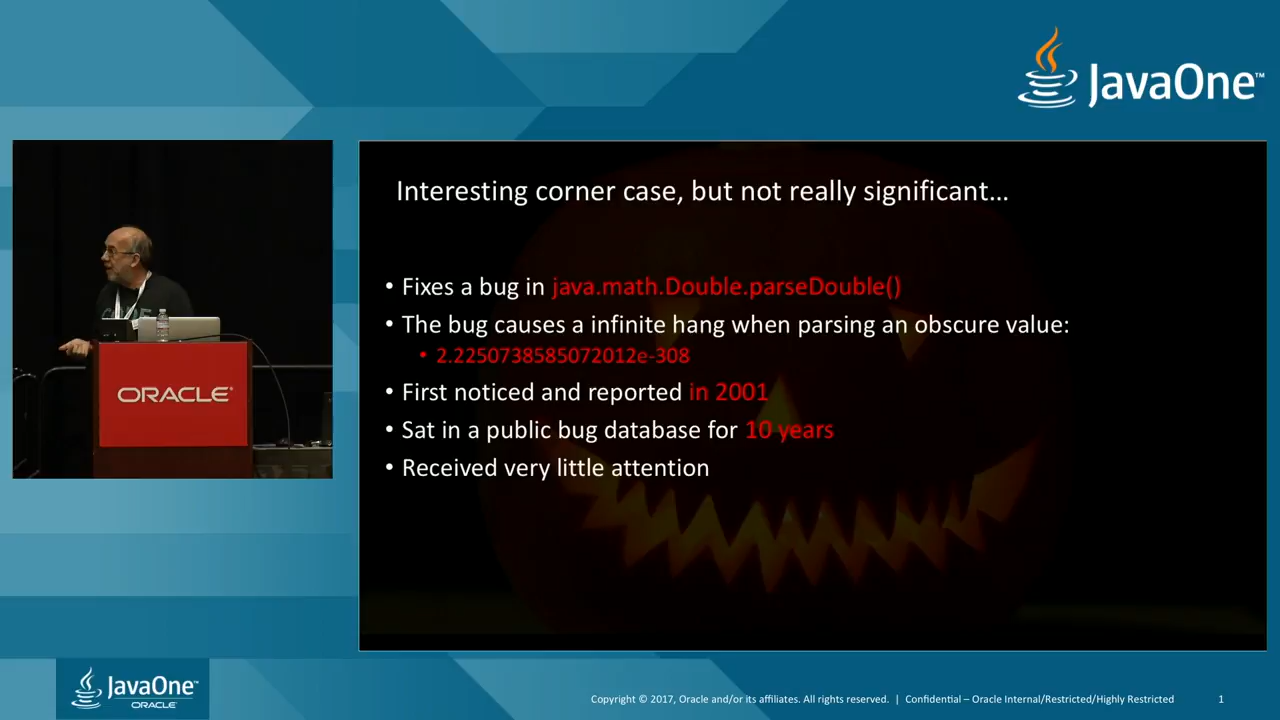 JavaOne™
Interesting corner case, but not really significant…
• Fixes a bug in java.math.Double.parseDouble()
• The bug causes a infinite hang when parsing an obscure value:
• 2.2250738585072012e-308
• First noticed and reported in 2001
• Sat in a public bug database for 10 years
• Received very little attention
ORACLE®
JavaOne™
ORACLE®
Copyright © 2017, Oracle and/or its affiliates. All rights reserved. | Confidential – Oracle Internal/Restricted/Highly Restricted 1